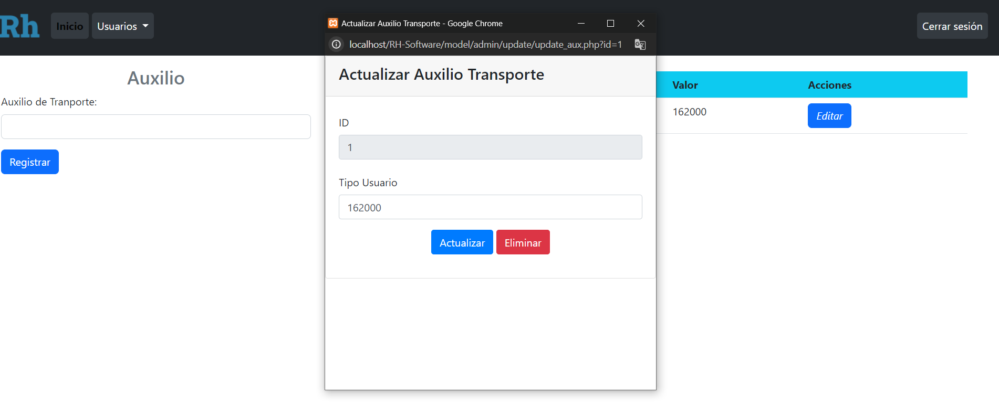 Rh
Inicio
Usuarios
Cerrar sesión
Auxilio
Auxilio de Tranporte:
Registrar
Actualizar Auxilio Transporte - Google Chrome
localhost/RH-Software/model/admin/update/update_aux.php?id=1
Actualizar Auxilio Transporte
ID
1
Tipo Usuario
162000
Actualizar Eliminar
Valor Acciones
162000 Editar